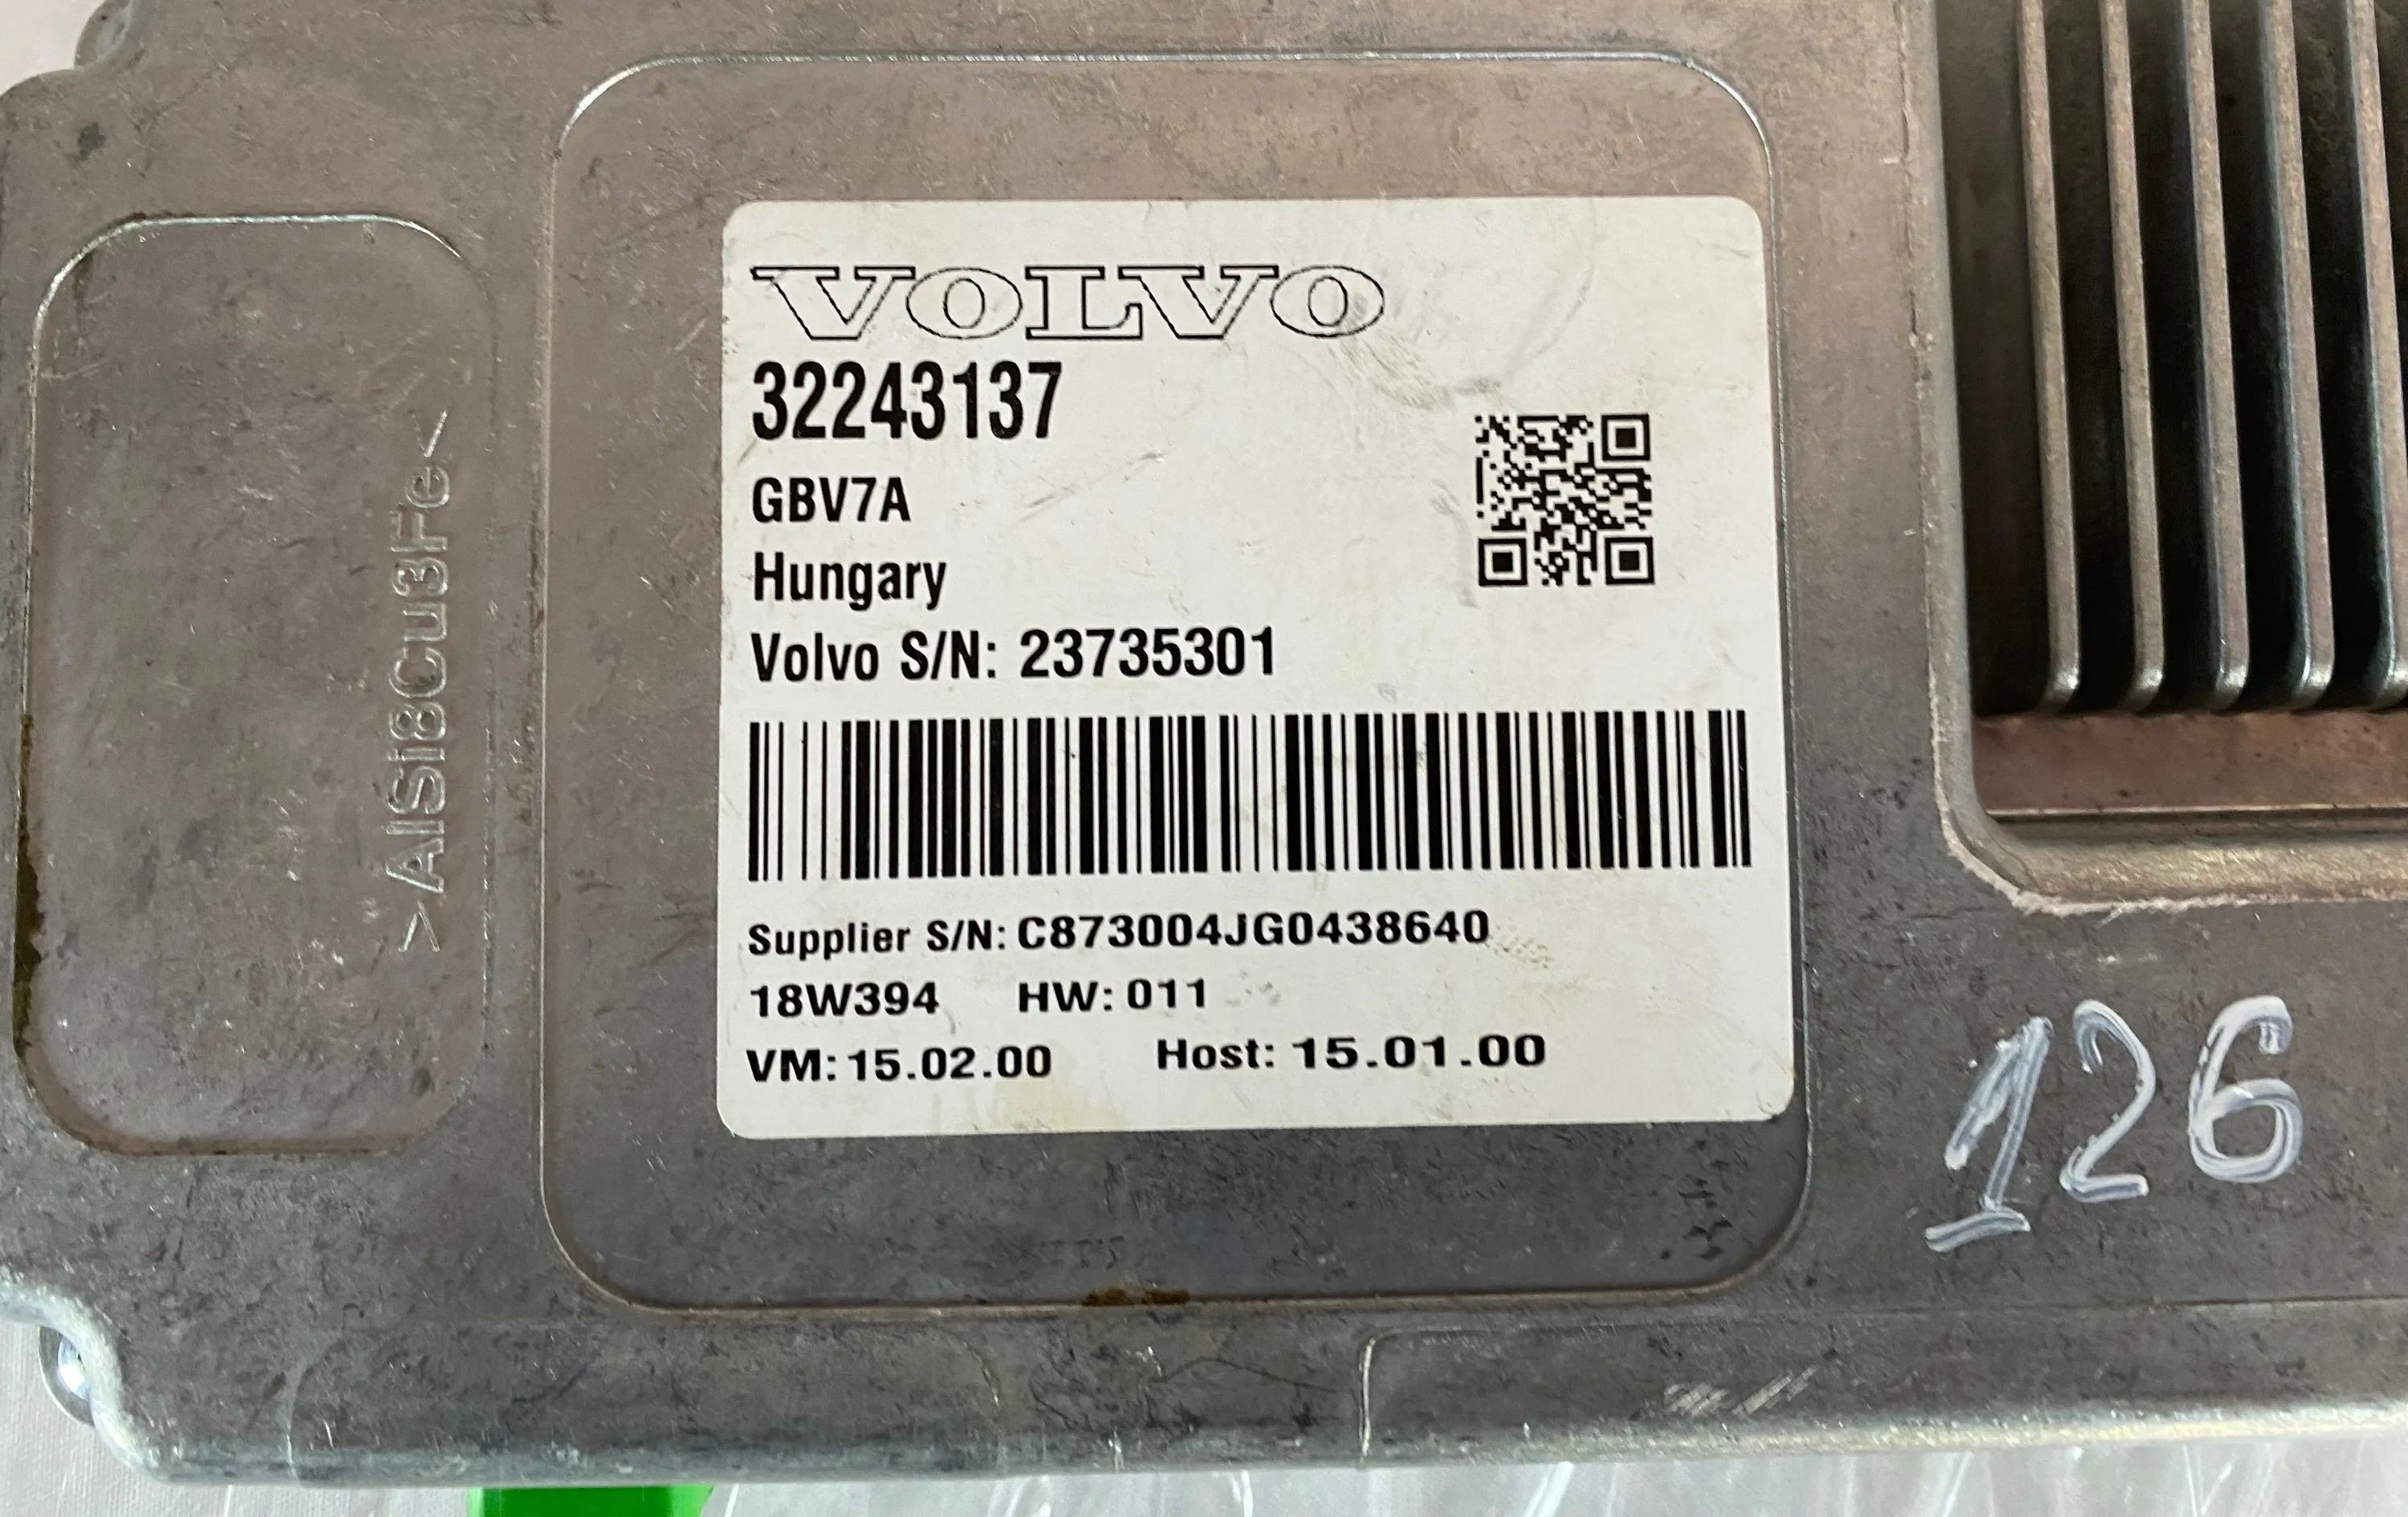 VOLVO
32243137
GBV7A
Hungary
Volvo S/N: 23735301
Supplier S/N: C873004JG0438640
18W394 HW: 011
VM: 15.02.00 Host: 15.01.00
>AlSi8Cu3Fe<
126